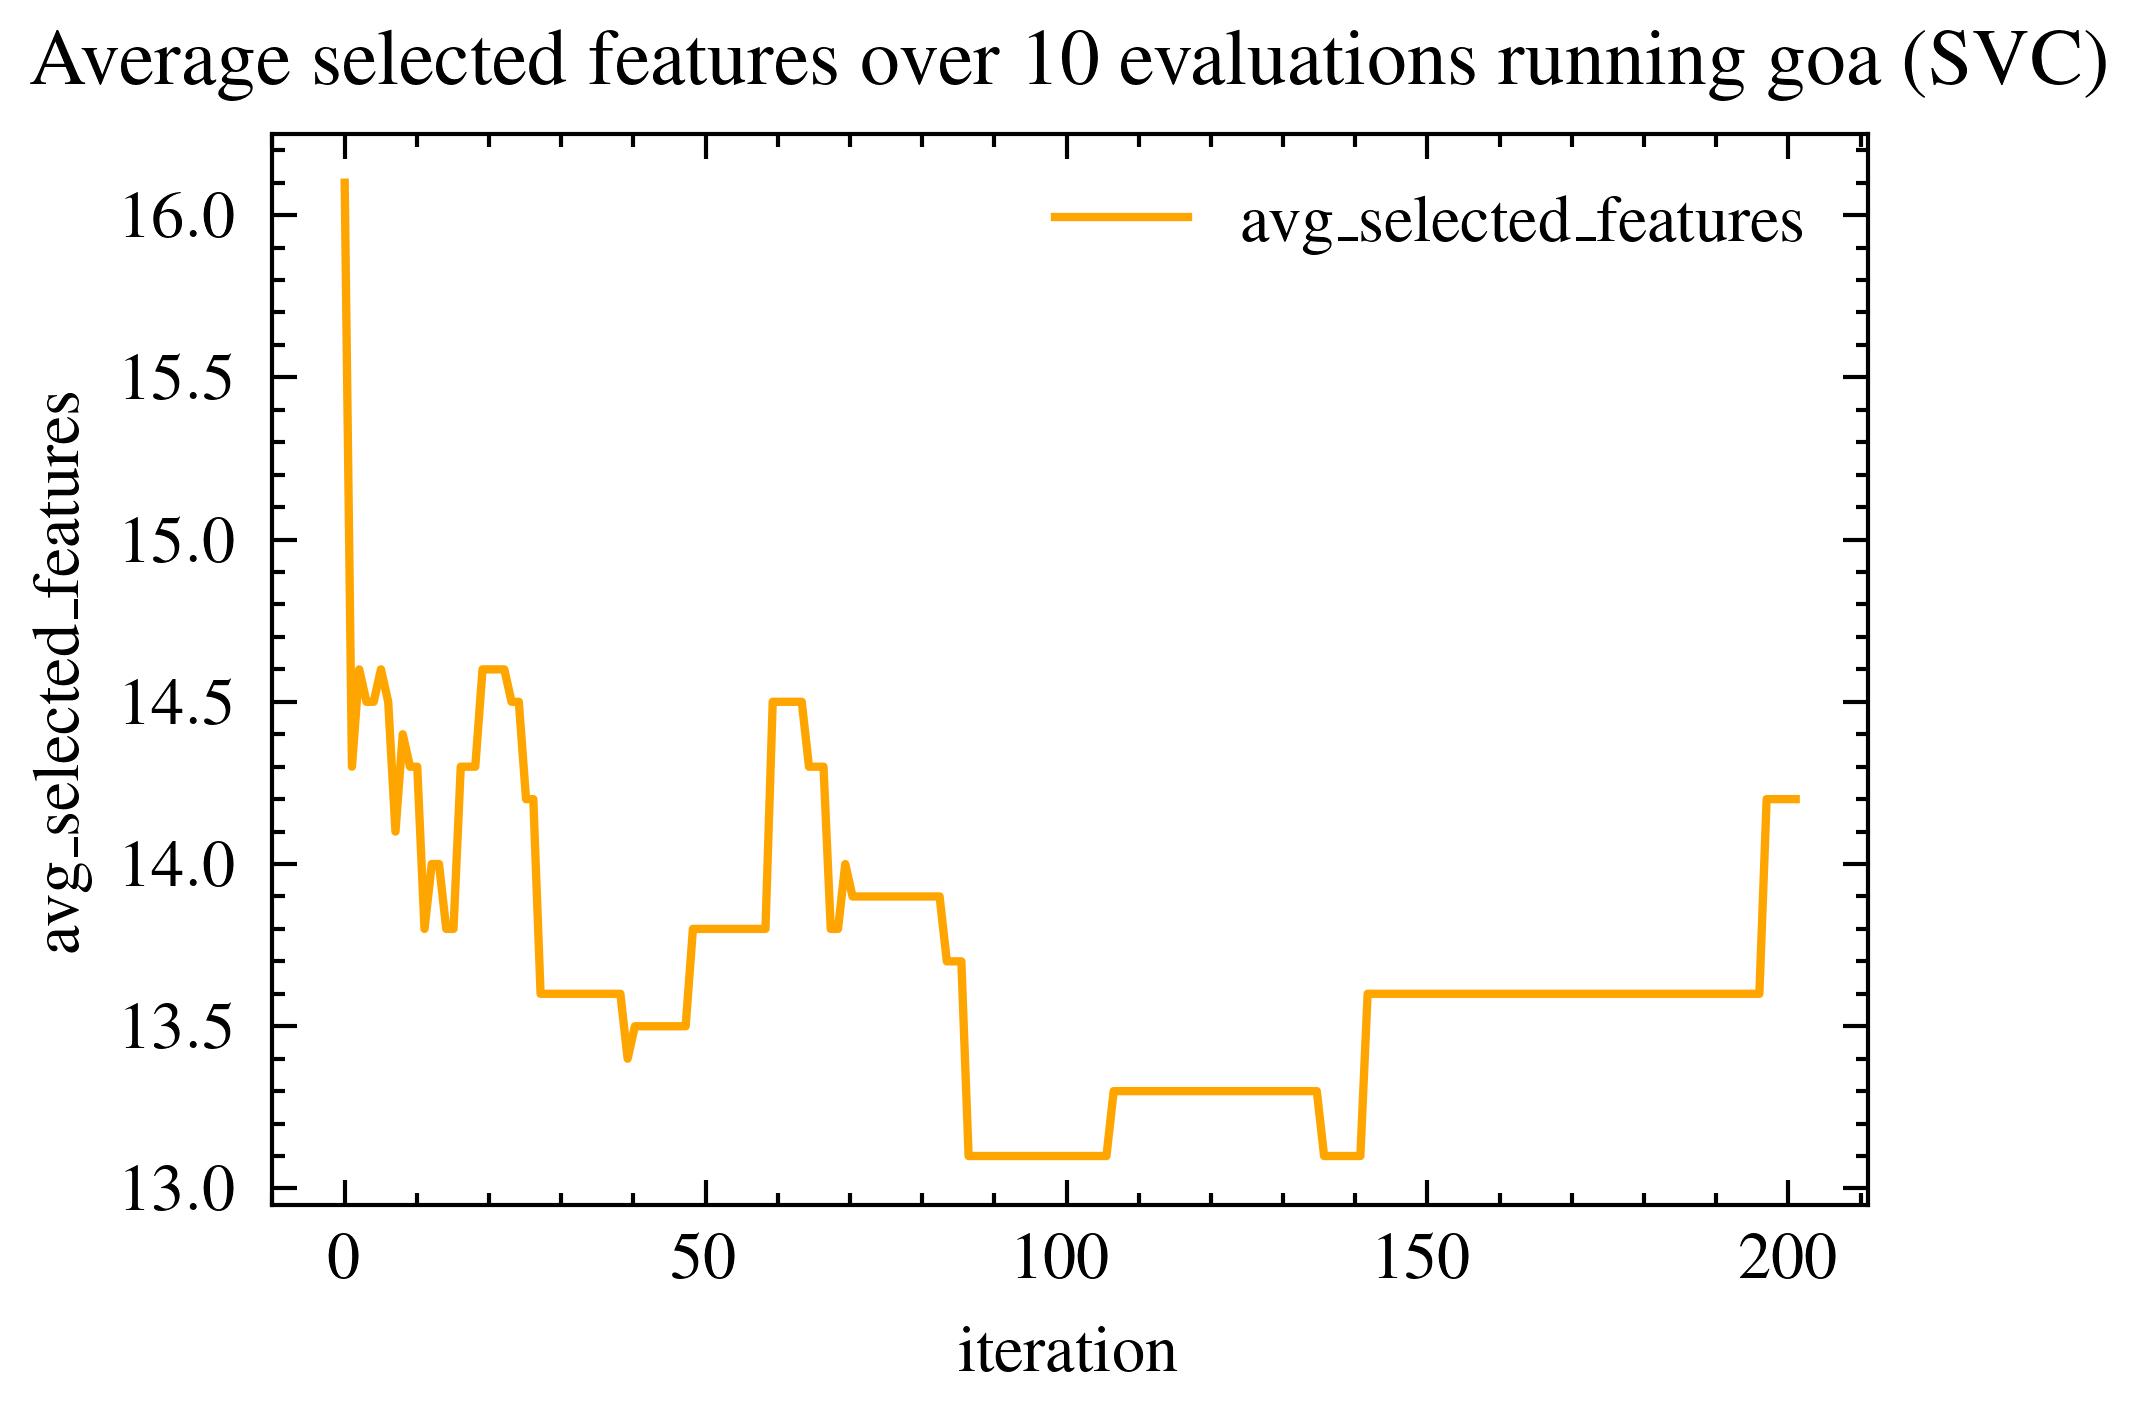 Average selected features over 10 evaluations running goa (SVC)
avg_selected_features
16.0
15.5
15.0
14.5
14.0
13.5
13.0
avg_selected_features
0 50 100 150 200
iteration